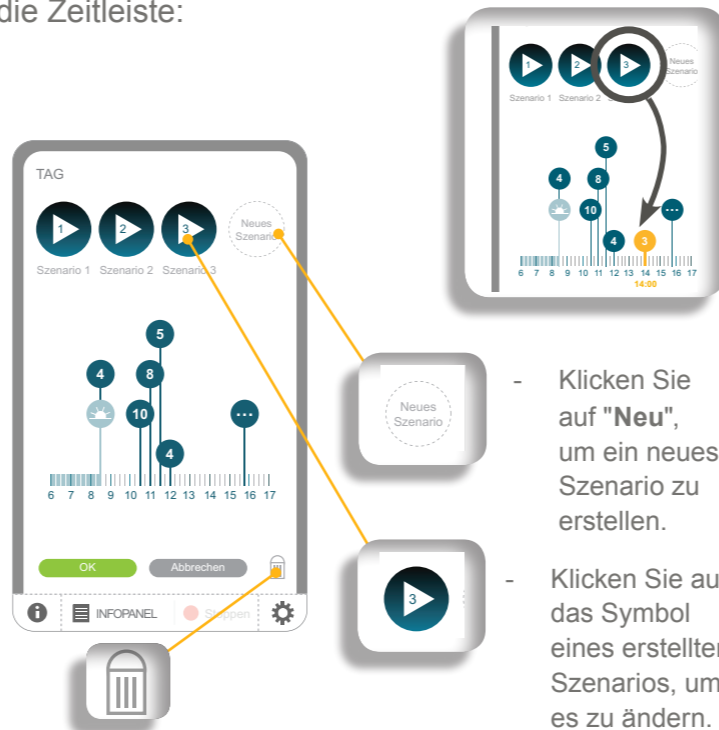 die Zeitleiste:
1 2 3 Neues
Szenario
Szenario 1 Szenario 2
5
4 8
10 ...
4 3
6 7 8 9 10 11 12 13 14 15 16 17
14:00
TAG
1 2 3 Neues
Szenario
Szenario 1 Szenario 2 Szenario 3
5
4 8
10 ...
4
6 7 8 9 10 11 12 13 14 15 16 17
OK Abbrechen
INFOPANEL Stoppen
Neues
Szenario
- Klicken Sie
auf "Neu",
um ein neues
Szenario zu
erstellen.
3
- Klicken Sie au
das Symbol
eines erstellter
Szenarios, um
es zu ändern.